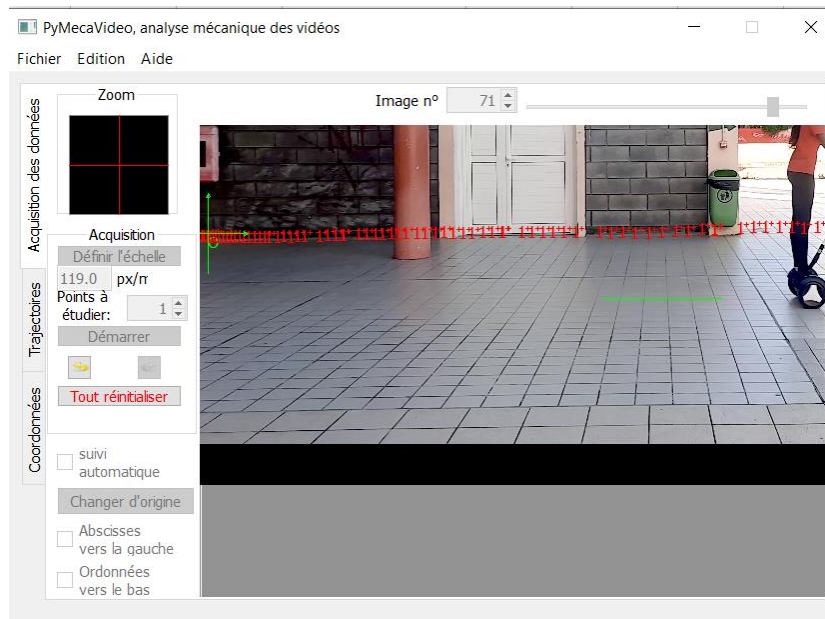 PyMecaVideo, analyse mécanique des vidéos
Fichier Edition Aide
Acquisition des données
Trajectoires
Coordonnées
Zoom
Image n° 71
Acquisition
Définir l'échelle
119.0 px/m
Points à
étudier: 1
Démarrer
Tout réinitialiser
suivi
automatique
Changer d'origine
Abscisses
vers la gauche
Ordonnées
vers le bas